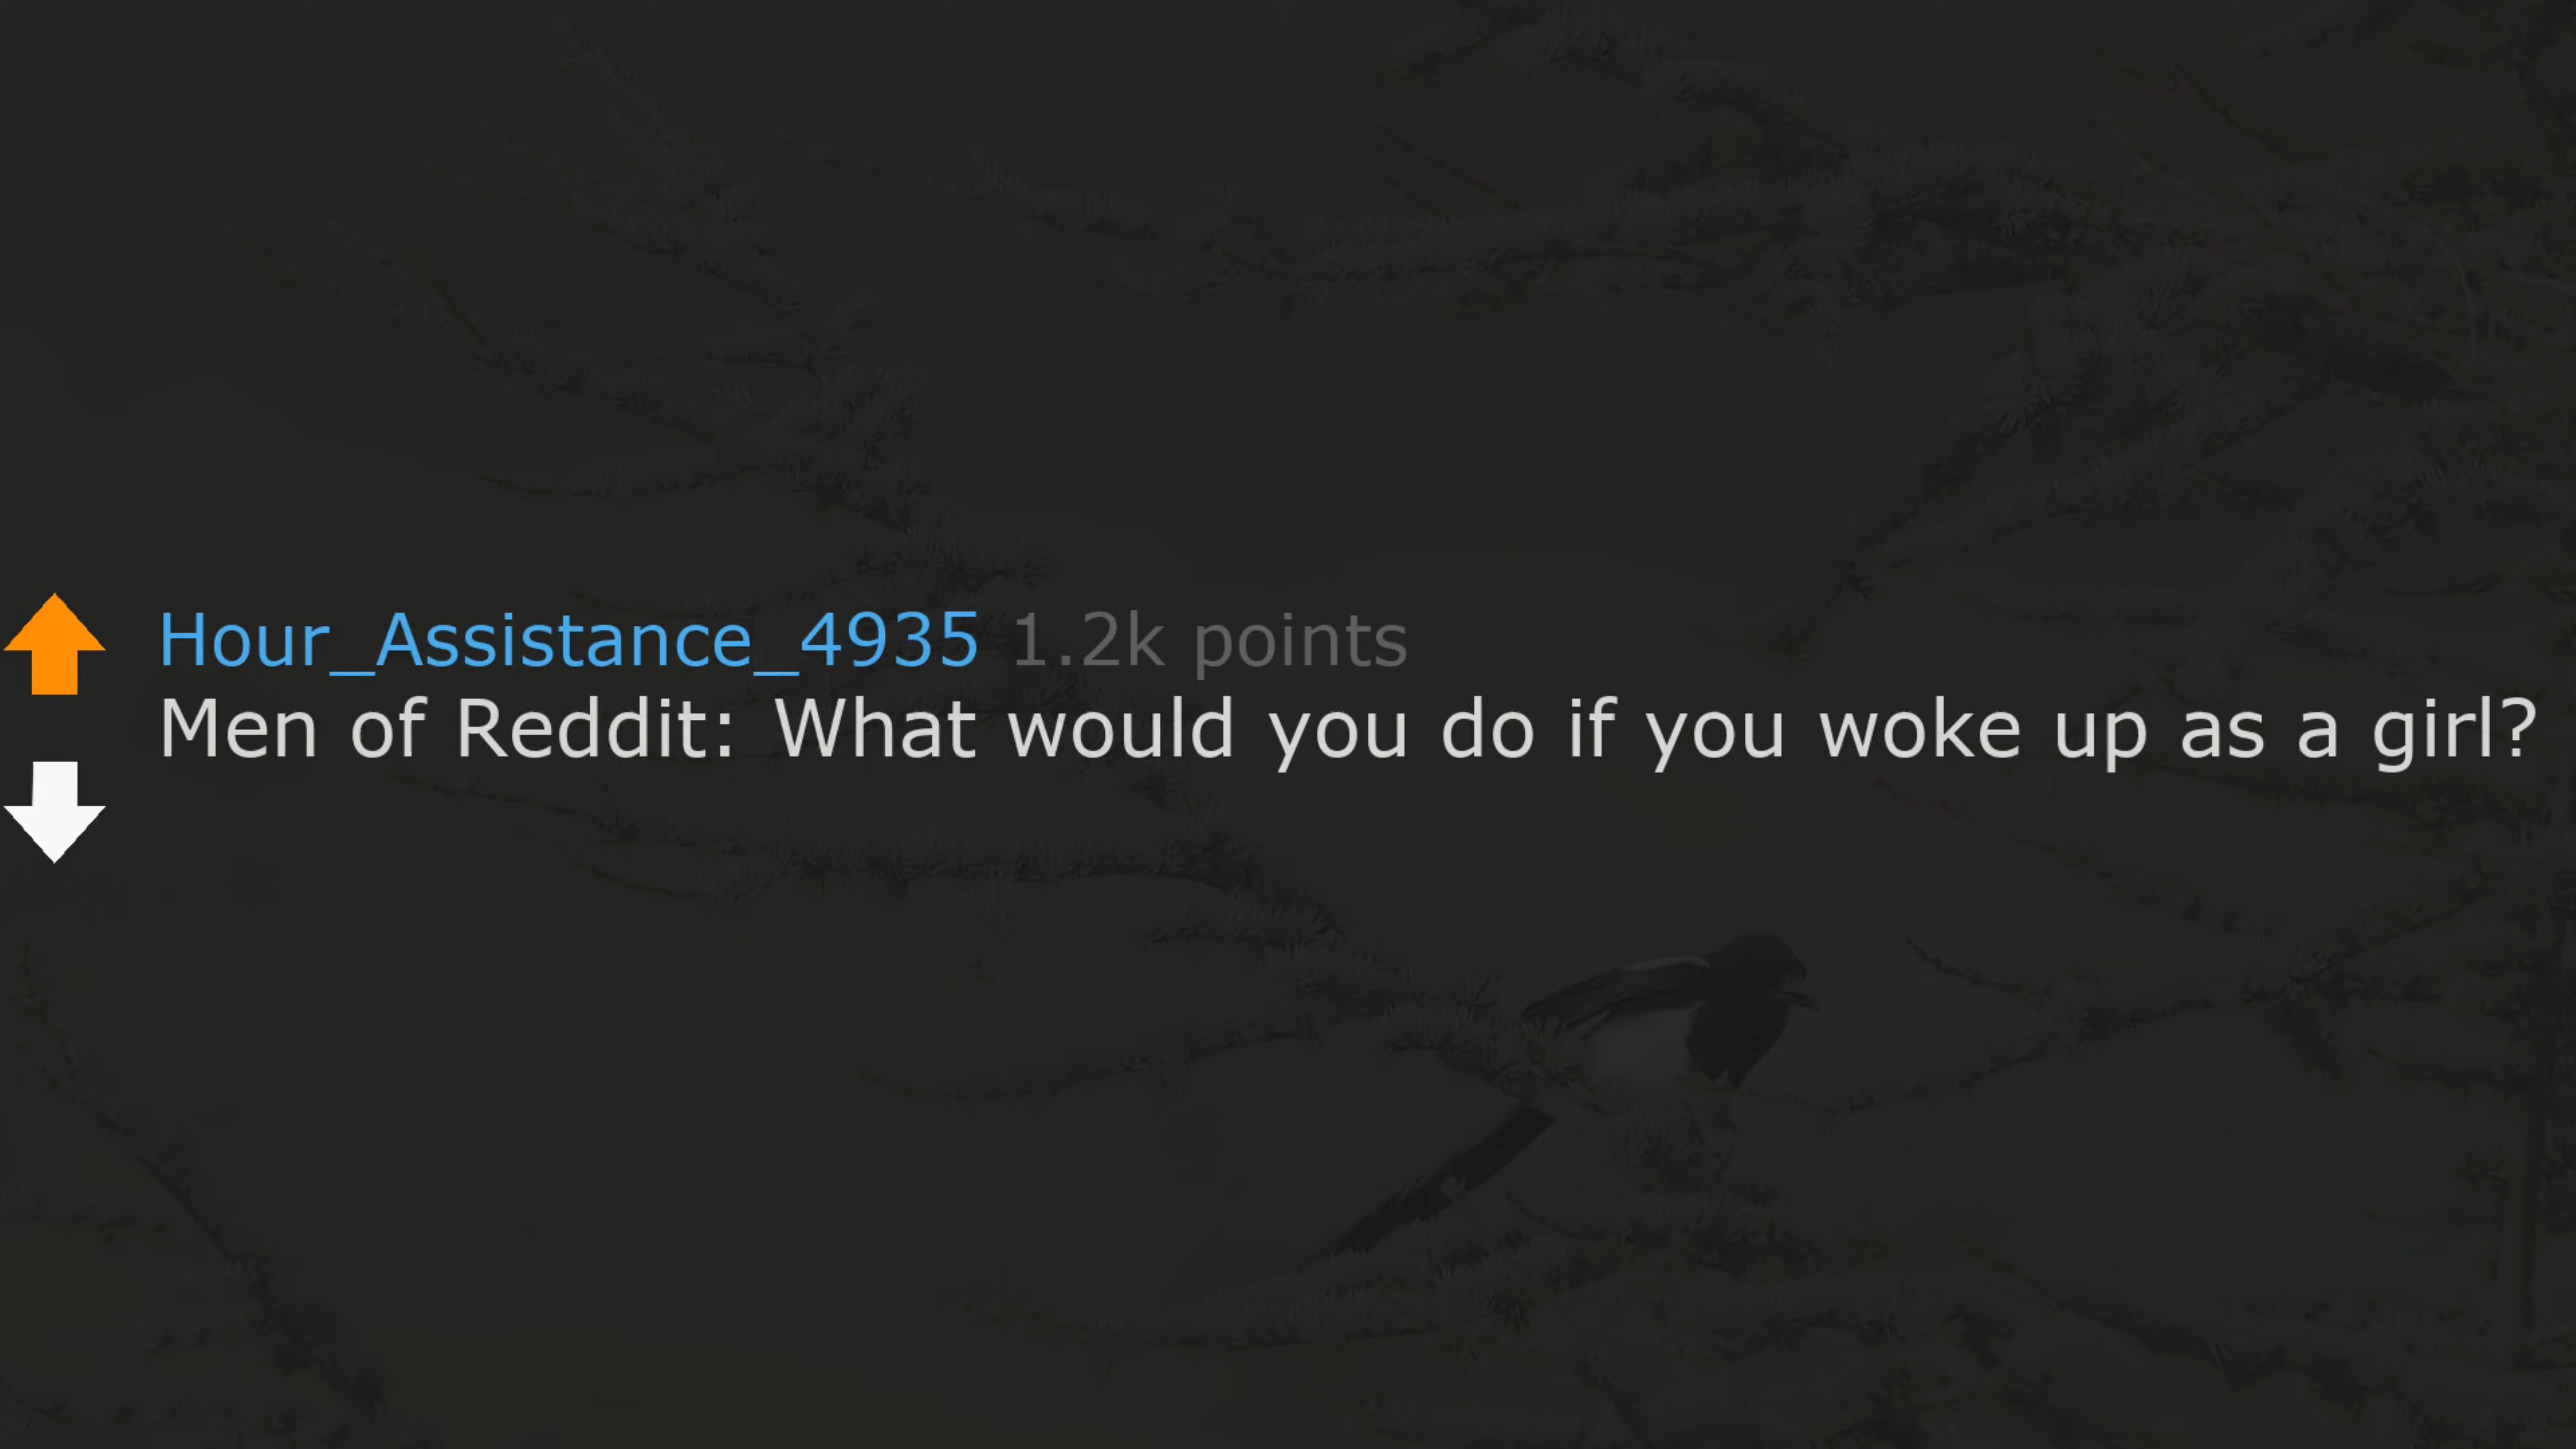 Hour_Assistance_4935 1.2k points
Men of Reddit: What would you do if you woke up as a girl?